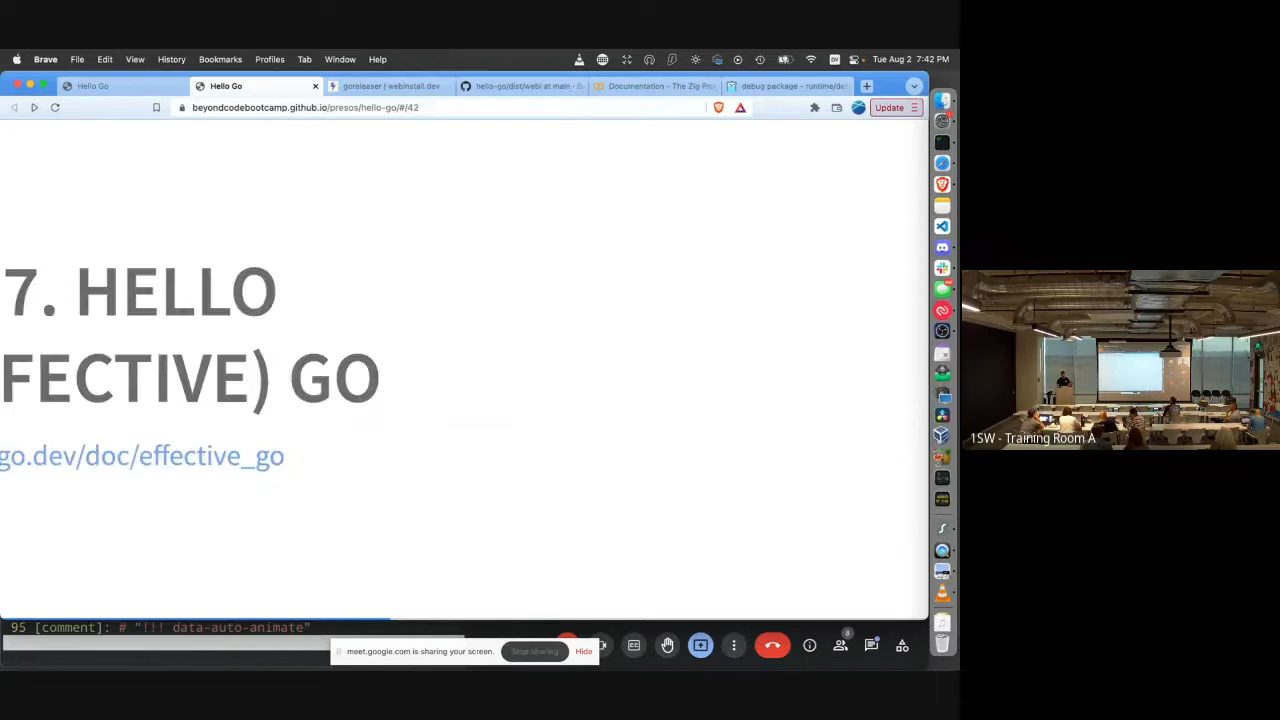 Brave File Edit View History Bookmarks Profiles Tab Window Help Tue Aug 2 7:42 PM
Hello Go
Hello Go
goreleaser | webinstall.dev
hello-go/dist/webi at main · B
Documentation - The Zig Prog
debug package - runtime/de
beyondcodebootcamp.github.io/presos/hello-go/#/42
Update
7. HELLO
FFECTIVE) GO
go.dev/doc/effective_go
1SW - Training Room A
95 [comment]: # "!!! data-auto-animate"
meet.google.com is sharing your screen. Stop sharing Hide
8